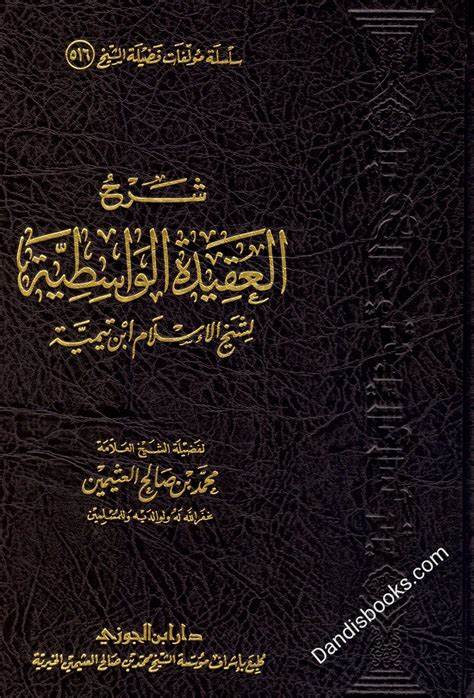 سلسلة مؤلفات فضيلة الشيخ (٥١٦)
شرح
العقيدة الواسطية
لشيخ الإسلام ابن تيمية
لفضيلة الشيخ العلامة
محمد بن صالح العثيمين
غفر الله له ولوالديه وللمسلمين
دار ابن الجوزي
طبع بإشراف مؤسسة الشيخ محمد بن صالح العثيمين الخيرية
Dandisbooks.com